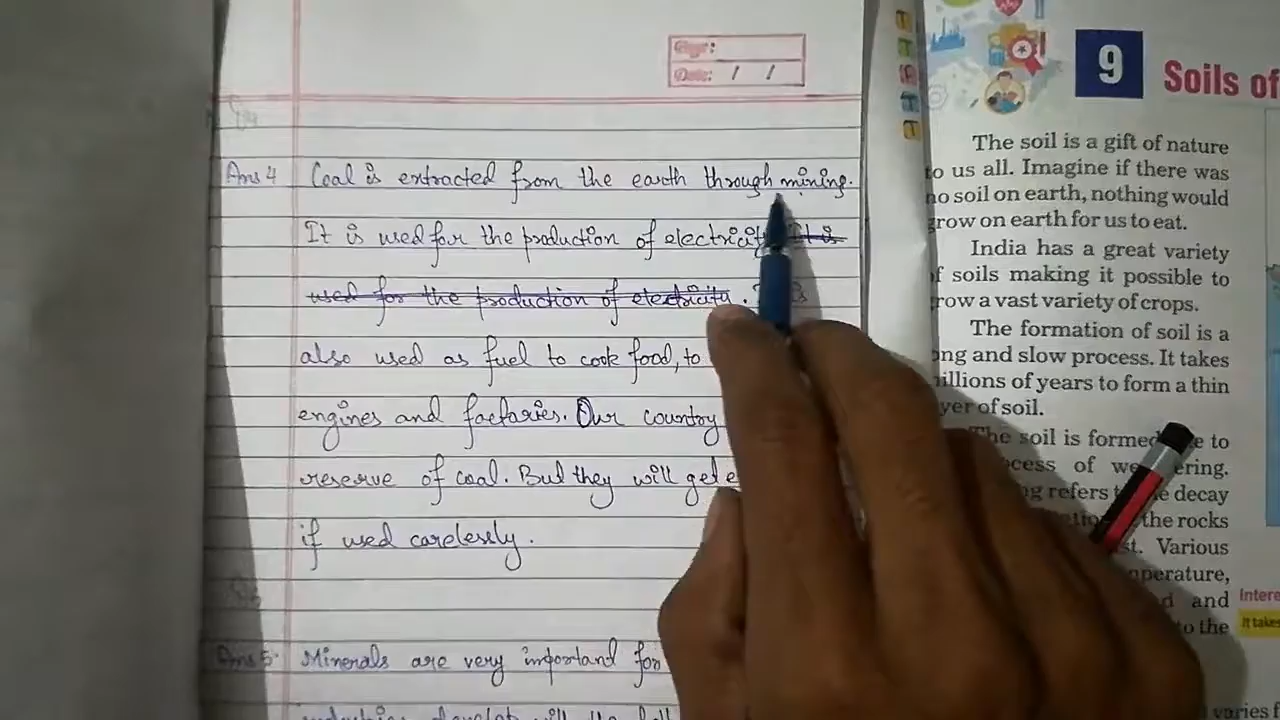 Page:
Date: / /
Ans 4 Coal is extracted from the earth through mining.
It is used for the production of electricity It is
used for the production of electricity.
also used as fuel to cook food, to
engines and factories. Our country
reserve of coal. But they will get
if used carelessly.
Ans 5. Minerals are very important for
9 Soils of
The soil is a gift of nature
to us all. Imagine if there was
no soil on earth, nothing would
grow on earth for us to eat.
India has a great variety
of soils making it possible to
grow a vast variety of crops.
The formation of soil is a
long and slow process. It takes
millions of years to form a thin
layer of soil.
The soil is formed to
refers decay
the rocks
Various
and
to the
Intere
It takes
varies